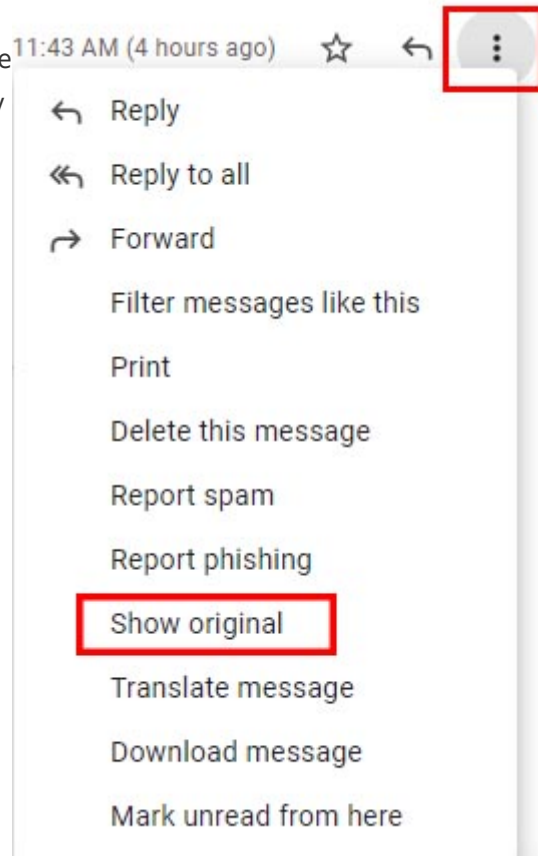 e 11:43 AM (4 hours ago)
Reply
Reply to all
Forward
Filter messages like this
Print
Delete this message
Report spam
Report phishing
Show original
Translate message
Download message
Mark unread from here